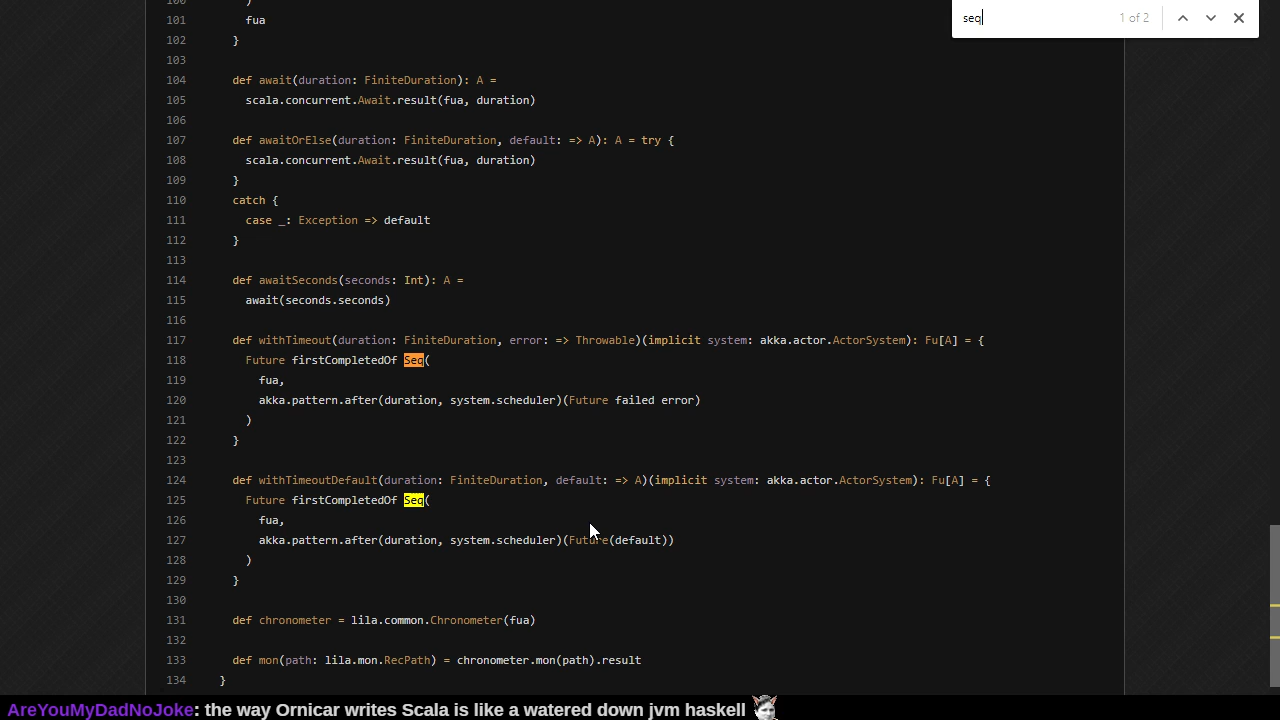 seq 1 of 2
100 )
101 fua
102 }
103
104 def await(duration: FiniteDuration): A =
105 scala.concurrent.Await.result(fua, duration)
106
107 def awaitOrElse(duration: FiniteDuration, default: => A): A = try {
108 scala.concurrent.Await.result(fua, duration)
109 }
110 catch {
111 case _: Exception => default
112 }
113
114 def awaitSeconds(seconds: Int): A =
115 await(seconds.seconds)
116
117 def withTimeout(duration: FiniteDuration, error: => Throwable)(implicit system: akka.actor.ActorSystem): Fu[A] = {
118 Future firstCompletedOf Seq(
119 fua,
120 akka.pattern.after(duration, system.scheduler)(Future failed error)
121 )
122 }
123
124 def withTimeoutDefault(duration: FiniteDuration, default: => A)(implicit system: akka.actor.ActorSystem): Fu[A] = {
125 Future firstCompletedOf Seq(
126 fua,
127 akka.pattern.after(duration, system.scheduler)(Future(default))
128 )
129 }
130
131 def chronometer = lila.common.Chronometer(fua)
132
133 def mon(path: lila.mon.RecPath) = chronometer.mon(path).result
134 }
AreYouMyDadNoJoke: the way Ornicar writes Scala is like a watered down jvm haskell